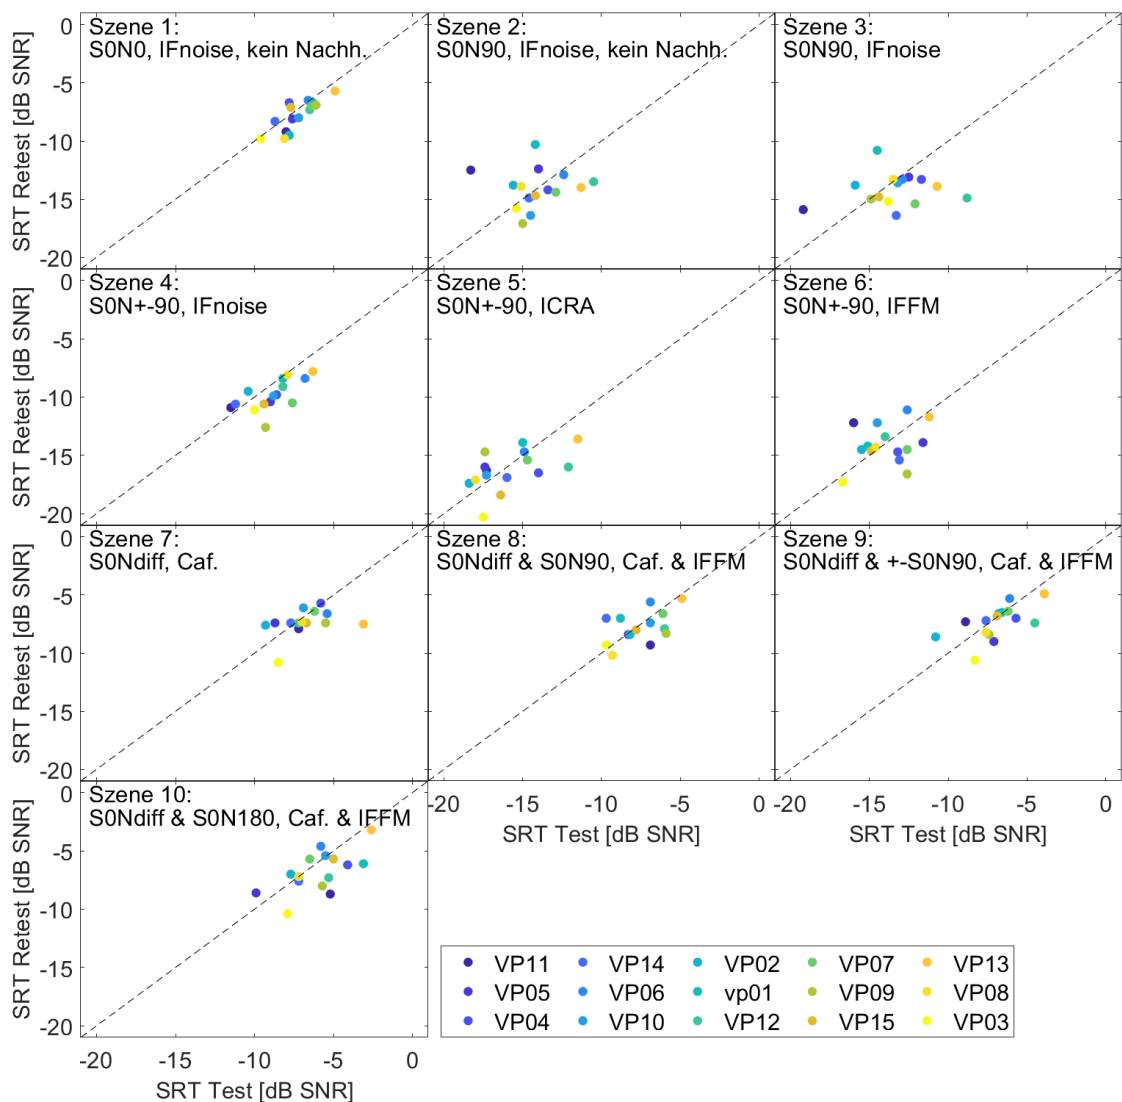 Szene 1:
S0N0, IFnoise, kein Nachh.
Szene 2:
S0N90, IFnoise, kein Nachh.
Szene 3:
S0N90, IFnoise
0
-5
-10
-15
-20
SRT Retest [dB SNR]
Szene 4:
S0N+-90, IFnoise
Szene 5:
S0N+-90, ICRA
Szene 6:
S0N+-90, IFFM
0
-5
-10
-15
-20
SRT Retest [dB SNR]
Szene 7:
S0Ndiff, Caf.
Szene 8:
S0Ndiff & S0N90, Caf. & IFFM
Szene 9:
S0Ndiff & +-S0N90, Caf. & IFFM
0
-5
-10
-15
-20
SRT Retest [dB SNR]
-20 -15 -10 -5 0
SRT Test [dB SNR]
-20 -15 -10 -5 0
SRT Test [dB SNR]
Szene 10:
S0Ndiff & S0N180, Caf. & IFFM
0
-5
-10
-15
-20
SRT Retest [dB SNR]
-20 -15 -10 -5 0
SRT Test [dB SNR]
VP11 VP14 VP02 VP07 VP13
VP05 VP06 vp01 VP09 VP08
VP04 VP10 VP12 VP15 VP03